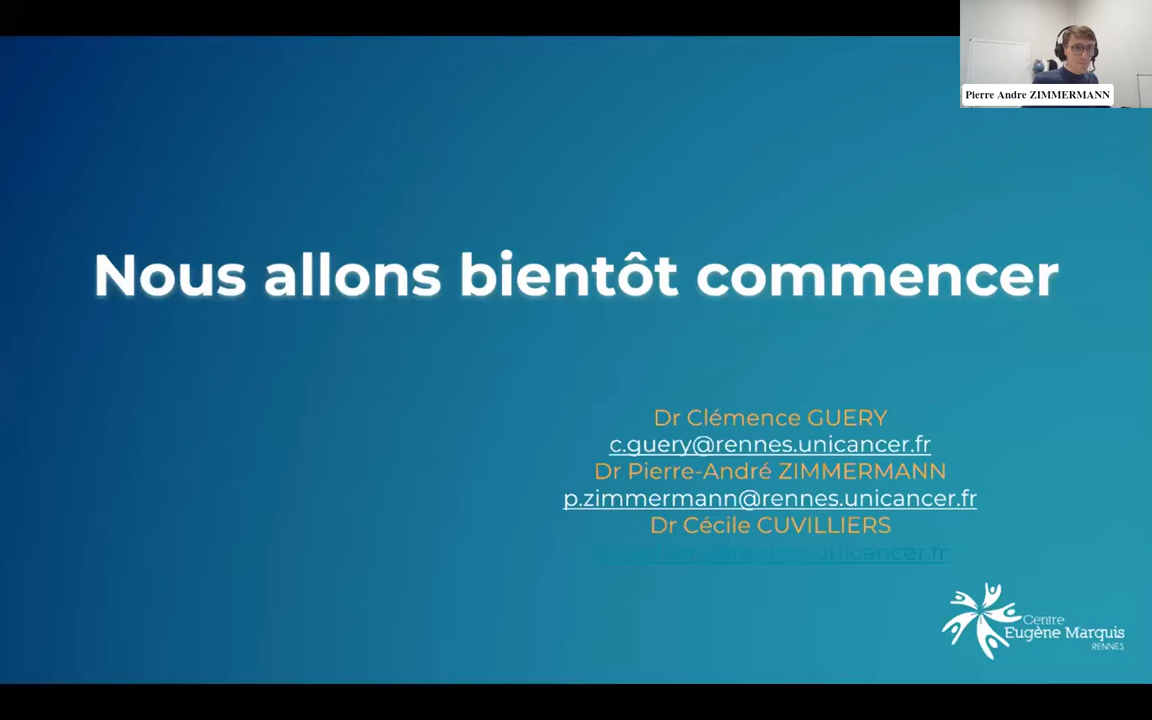 Pierre Andre ZIMMERMANN
Nous allons bientôt commencer
Dr Clémence GUERY
c.guery@rennes.unicancer.fr
Dr Pierre-André ZIMMERMANN
p.zimmermann@rennes.unicancer.fr
Dr Cécile CUVILLIERS
Centre
Eugène Marquis
RENNES